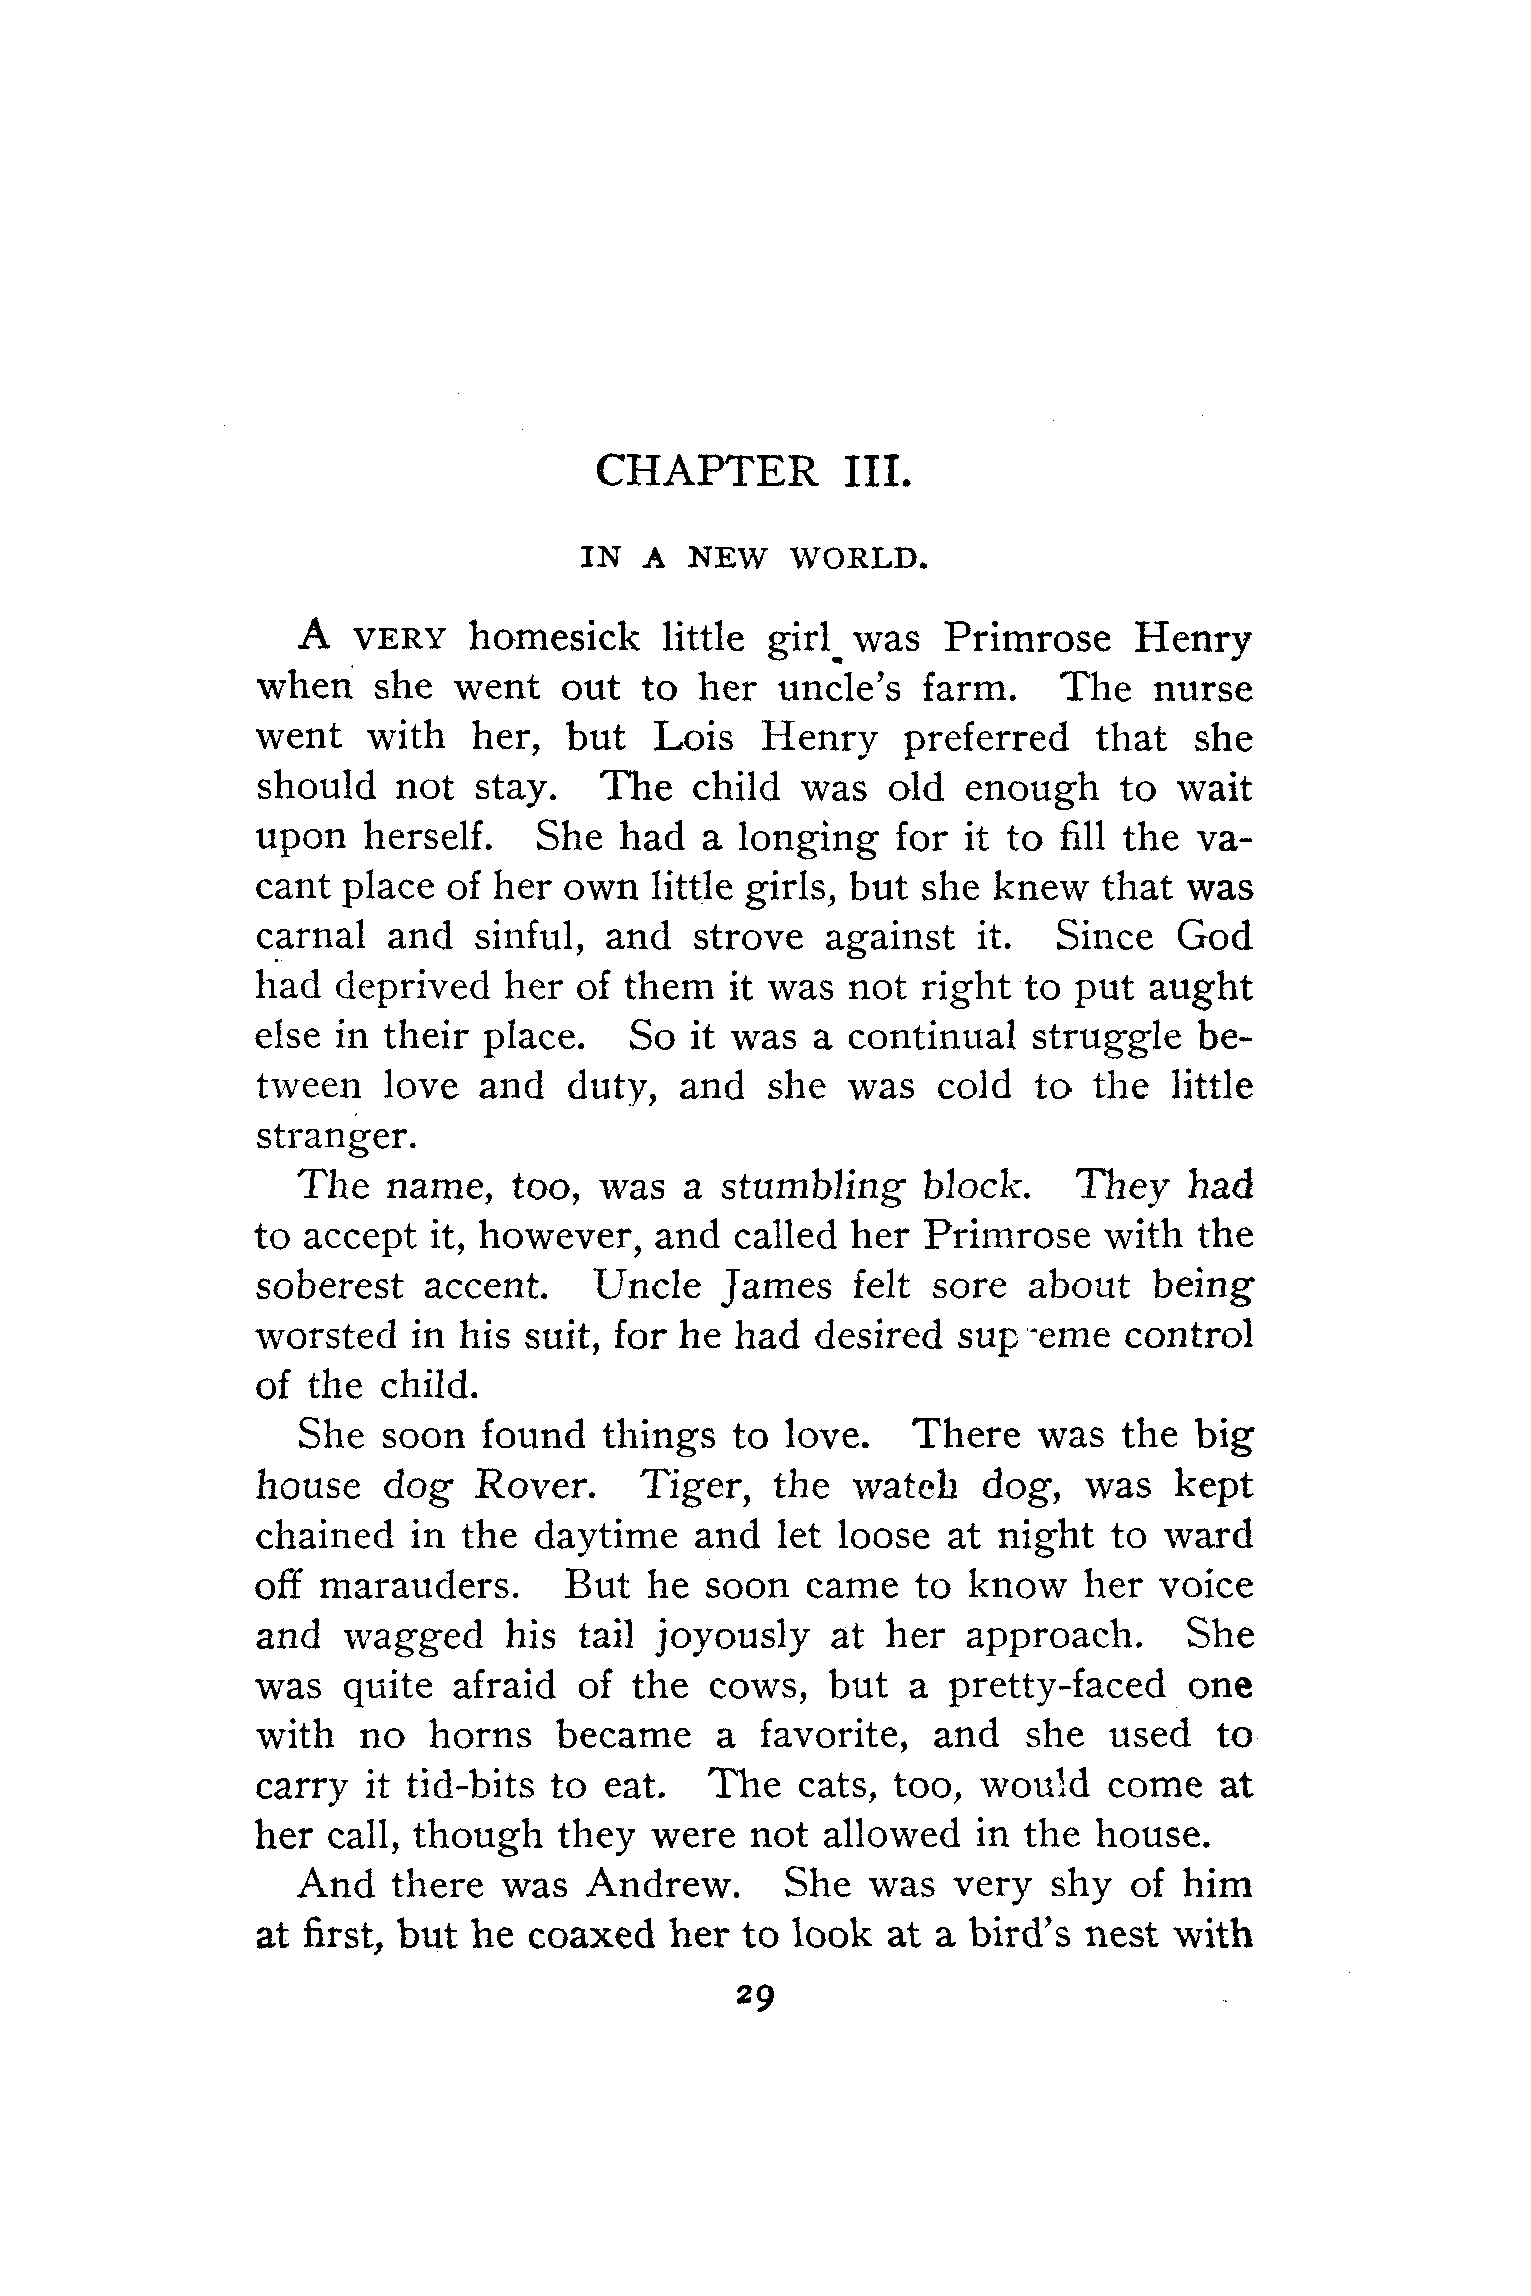 CHAPTER III.
IN A NEW WORLD.
A VERY homesick little girl was Primrose Henry
when she went out to her uncle's farm. The nurse
went with her, but Lois Henry preferred that she
should not stay. The child was old enough to wait
upon herself. She had a longing for it to fill the va-
cant place of her own little girls, but she knew that was
carnal and sinful, and strove against it. Since God
had deprived her of them it was not right to put aught
else in their place. So it was a continual struggle be-
tween love and duty, and she was cold to the little
stranger.
The name, too, was a stumbling block. They had
to accept it, however, and called her Primrose with the
soberest accent. Uncle James felt sore about being
worsted in his suit, for he had desired supreme control
of the child.
She soon found things to love. There was the big
house dog Rover. Tiger, the watch dog, was kept
chained in the daytime and let loose at night to ward
off marauders. But he soon came to know her voice
and wagged his tail joyously at her approach. She
was quite afraid of the cows, but a pretty-faced one
with no horns became a favorite, and she used to
carry it tid-bits to eat. The cats, too, would come at
her call, though they were not allowed in the house.
And there was Andrew. She was very shy of him
at first, but he coaxed her to look at a bird's nest with
29